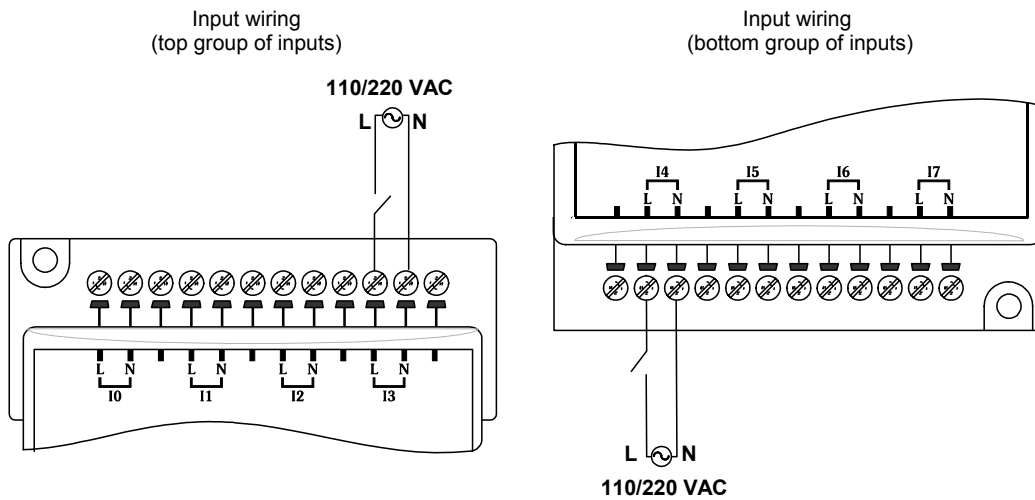 Input wiring
(top group of inputs)
110/220 VAC
L N
L N L N L N L N
I0 I1 I2 I3
Input wiring
(bottom group of inputs)
I4 I5 I6 I7
L N L N L N L N
L N
110/220 VAC